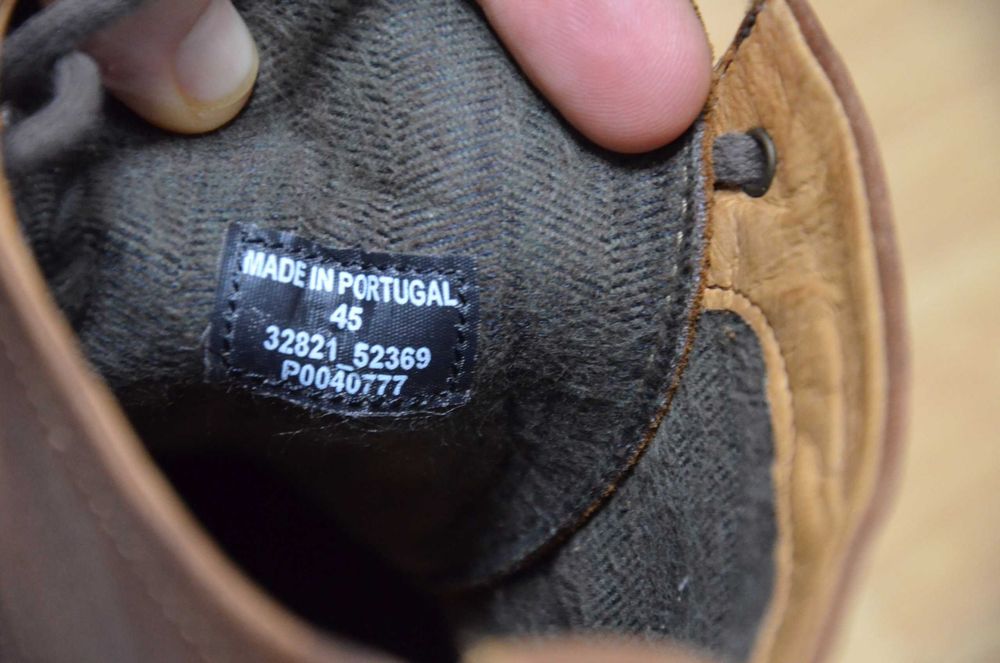 MADE IN PORTUGAL
45
32821_52369
P0040777